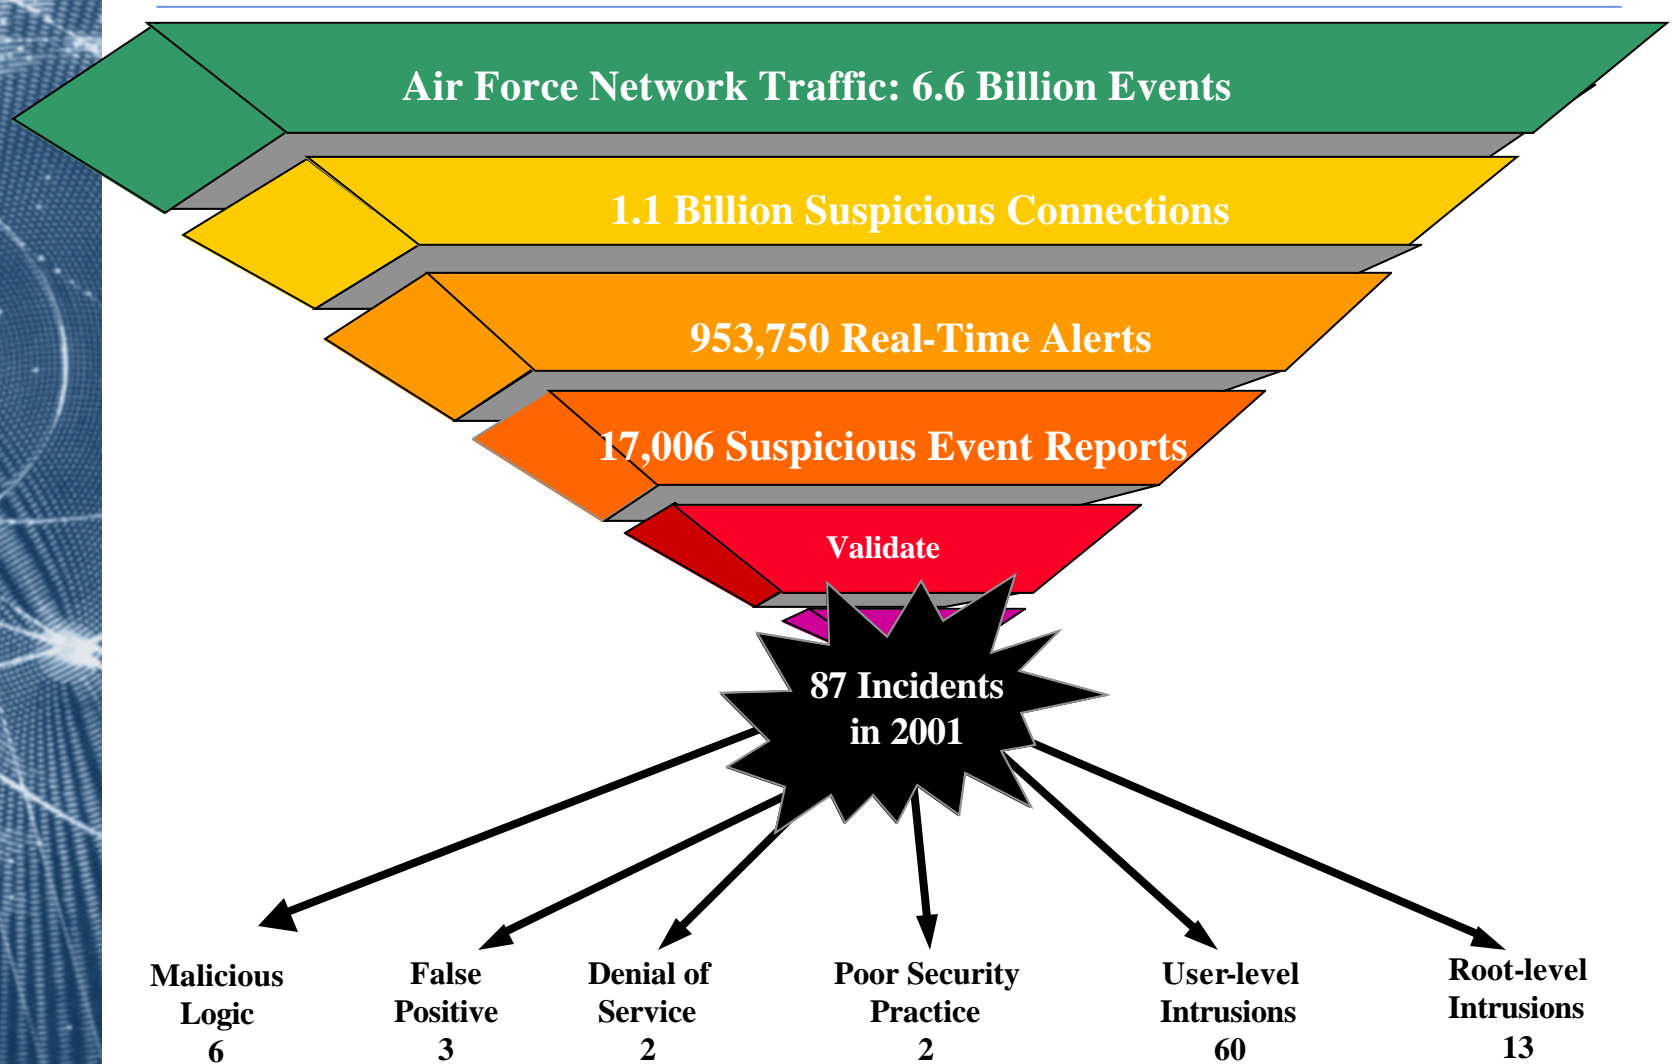 Air Force Network Traffic: 6.6 Billion Events
1.1 Billion Suspicious Connections
953,750 Real-Time Alerts
17,006 Suspicious Event Reports
Validate
87 Incidents
in 2001
Malicious
Logic
6
False
Positive
3
Denial of
Service
2
Poor Security
Practice
2
User-level
Intrusions
60
Root-level
Intrusions
13